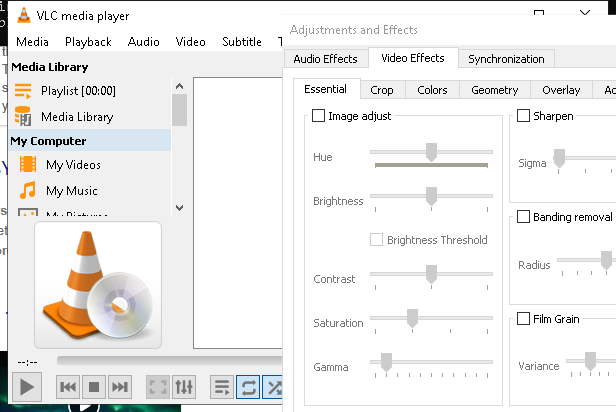 VLC media player
Media Playback Audio Video Subtitle
Media Library
Playlist [00:00]
Media Library
My Computer
My Videos
My Music
My Pictures
--:--
Adjustments and Effects
Audio Effects Video Effects Synchronization
Essential Crop Colors Geometry Overlay
Image adjust
Hue
Brightness
Brightness Threshold
Contrast
Saturation
Gamma
Sharpen
Sigma
Banding removal
Radius
Film Grain
Variance